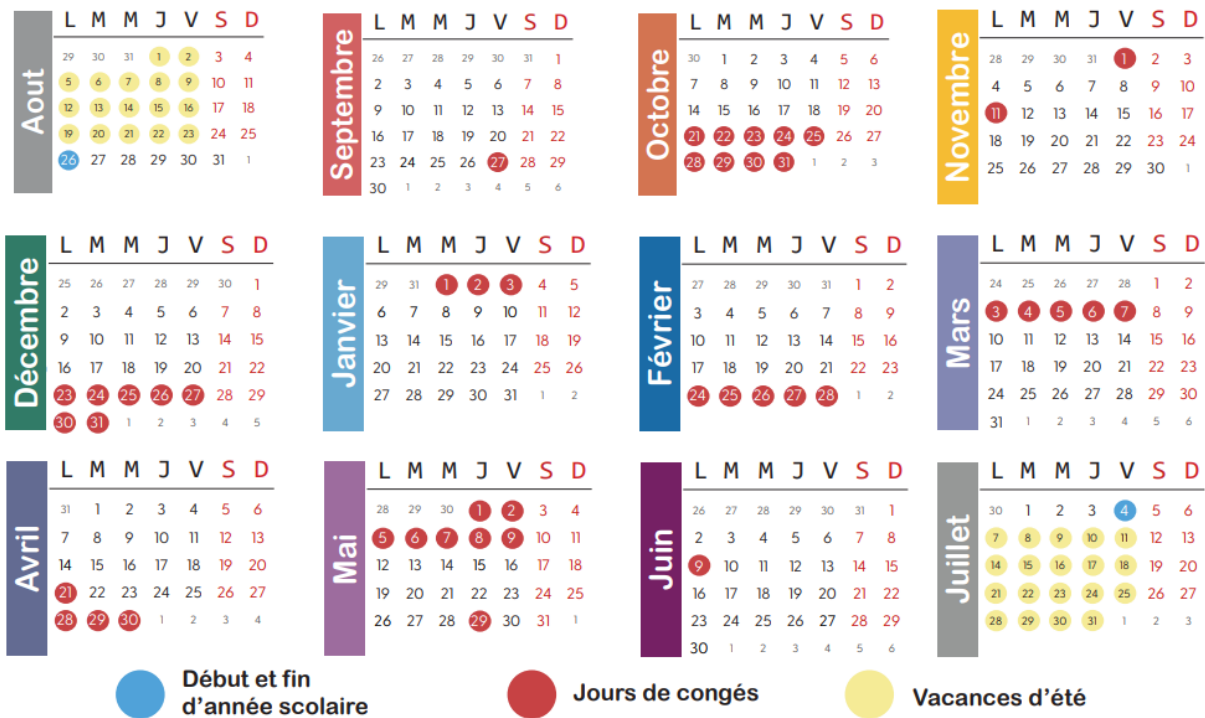 Aout
L M M J V S D
29 30 31 1 2 3 4
5 6 7 8 9 10 11
12 13 14 15 16 17 18
19 20 21 22 23 24 25
26 27 28 29 30 31 1
Septembre
L M M J V S D
26 27 28 29 30 31 1
2 3 4 5 6 7 8
9 10 11 12 13 14 15
16 17 18 19 20 21 22
23 24 25 26 27 28 29
30 1 2 3 4 5 6
Octobre
L M M J V S D
30 1 2 3 4 5 6
7 8 9 10 11 12 13
14 15 16 17 18 19 20
21 22 23 24 25 26 27
28 29 30 31 1 2 3
Novembre
L M M J V S D
28 29 30 31 1 2 3
4 5 6 7 8 9 10
11 12 13 14 15 16 17
18 19 20 21 22 23 24
25 26 27 28 29 30 1
Décembre
L M M J V S D
25 26 27 28 29 30 1
2 3 4 5 6 7 8
9 10 11 12 13 14 15
16 17 18 19 20 21 22
23 24 25 26 27 28 29
30 31 1 2 3 4 5
Janvier
L M M J V S D
29 31 1 2 3 4 5
6 7 8 9 10 11 12
13 14 15 16 17 18 19
20 21 22 23 24 25 26
27 28 29 30 31 1 2
Février
L M M J V S D
27 28 29 30 31 1 2
3 4 5 6 7 8 9
10 11 12 13 14 15 16
17 18 19 20 21 22 23
24 25 26 27 28 1 2
Mars
L M M J V S D
24 25 26 27 28 1 2
3 4 5 6 7 8 9
10 11 12 13 14 15 16
17 18 19 20 21 22 23
24 25 26 27 28 29 30
31 1 2 3 4 5 6
Avril
L M M J V S D
31 1 2 3 4 5 6
7 8 9 10 11 12 13
14 15 16 17 18 19 20
21 22 23 24 25 26 27
28 29 30 1 2 3 4
Mai
L M M J V S D
28 29 30 1 2 3 4
5 6 7 8 9 10 11
12 13 14 15 16 17 18
19 20 21 22 23 24 25
26 27 28 29 30 31 1
Juin
L M M J V S D
26 27 28 29 30 31 1
2 3 4 5 6 7 8
9 10 11 12 13 14 15
16 17 18 19 20 21 22
23 24 25 26 27 28 29
30 1 2 3 4 5 6
Juillet
L M M J V S D
30 1 2 3 4 5 6
7 8 9 10 11 12 13
14 15 16 17 18 19 20
21 22 23 24 25 26 27
28 29 30 31 1 2 3
Début et fin
d'année scolaire
Jours de congés
Vacances d'été